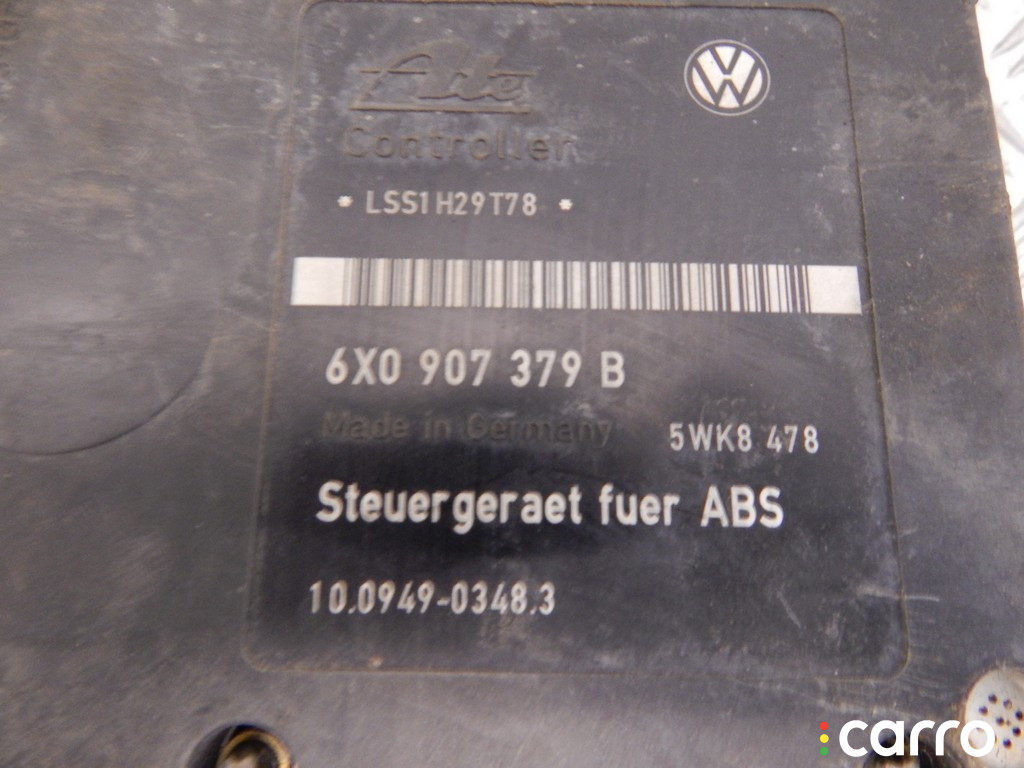 Ate
Controller
* LSS1H29T78 *
6X0 907 379 B
Made in Germany
5WK8 478
Steuergeraet fuer ABS
10.0949-0348.3
carro